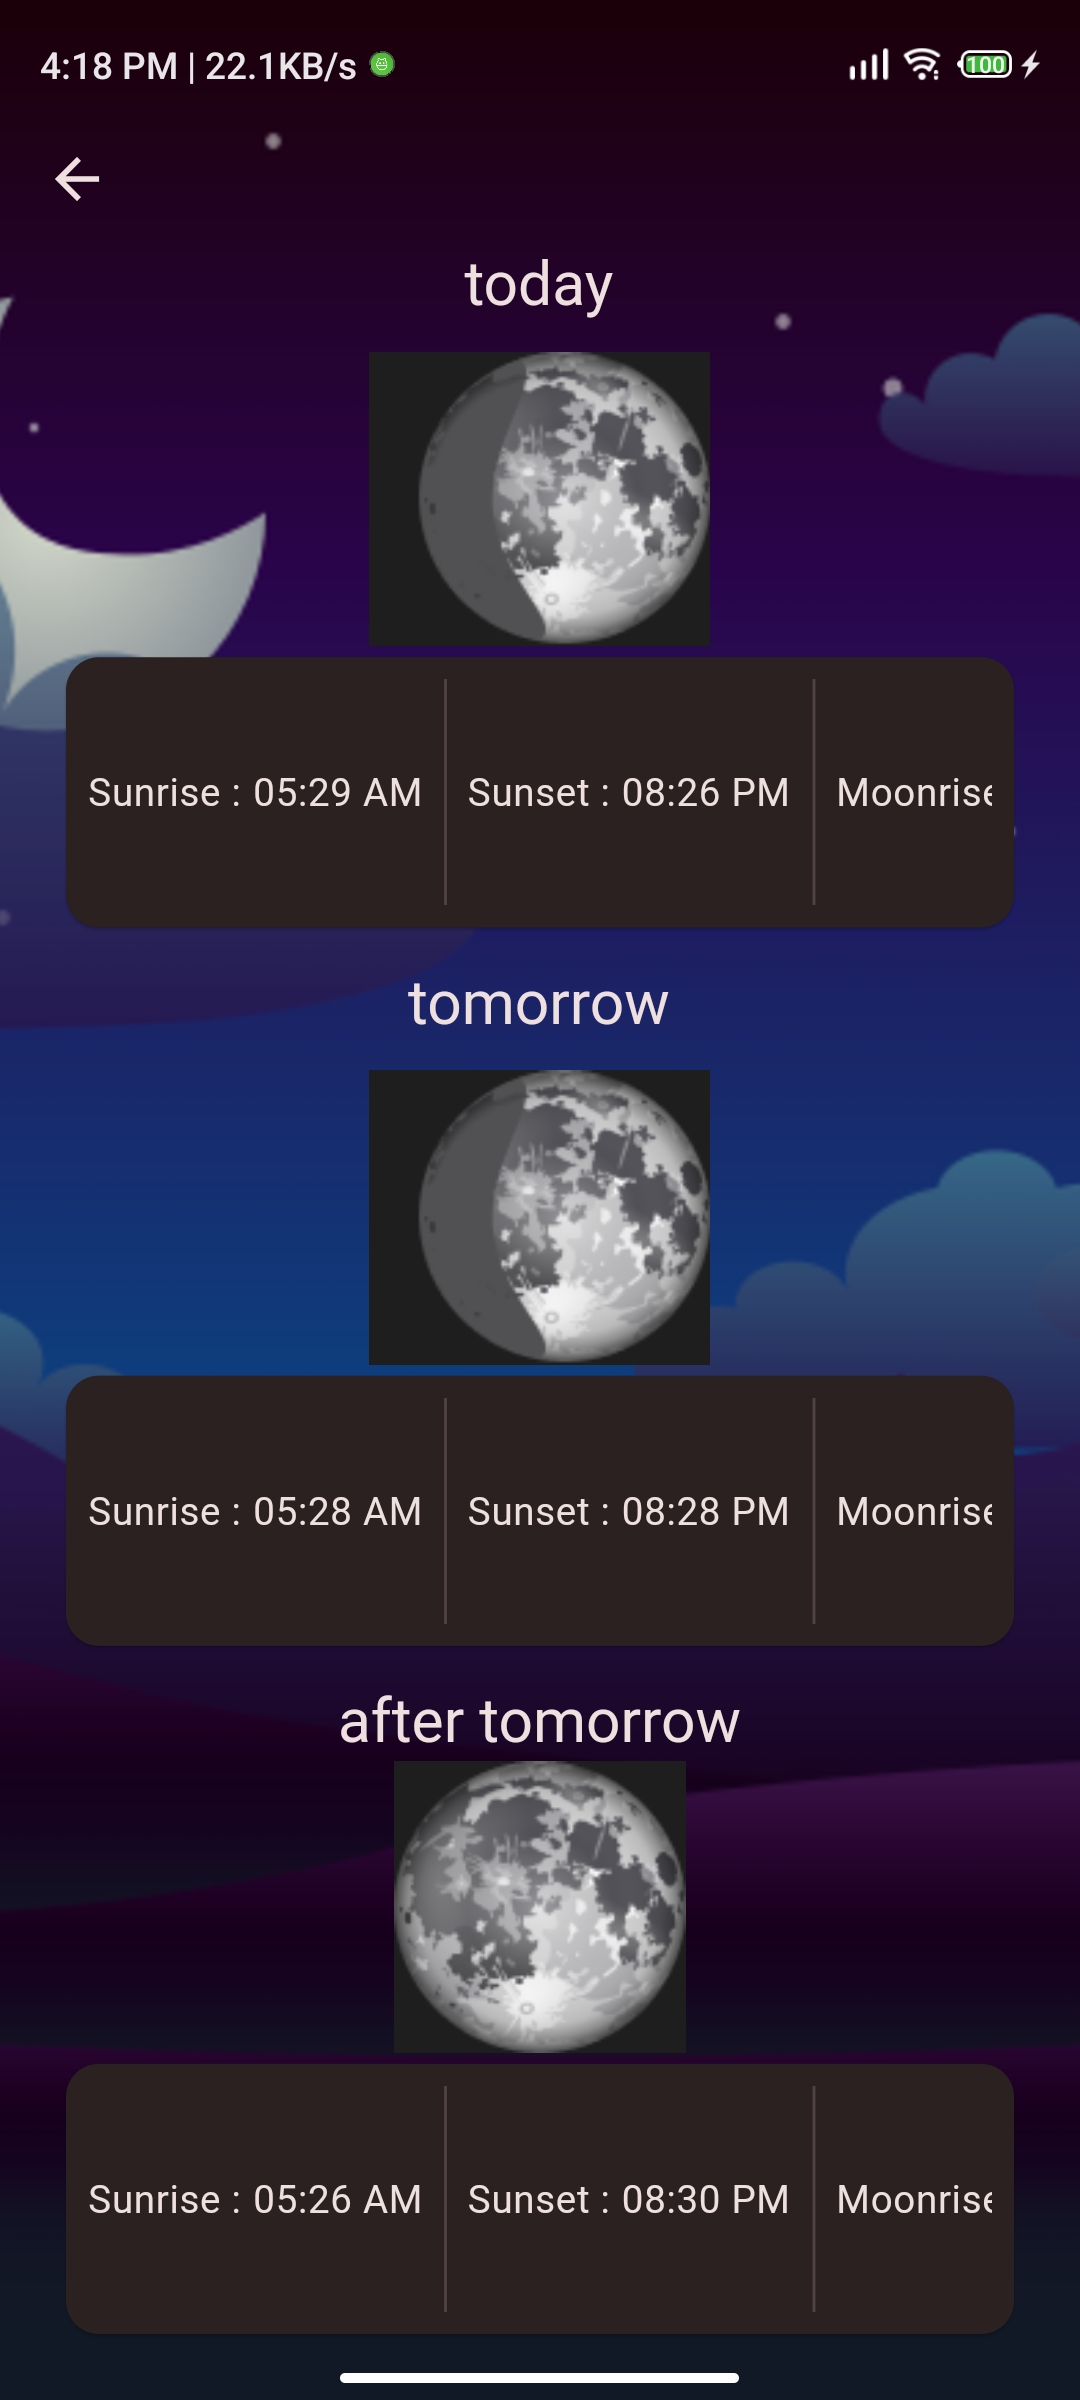 4:18 PM | 22.1KB/s 100
today
Sunrise : 05:29 AM Sunset : 08:26 PM Moonrise
tomorrow
Sunrise : 05:28 AM Sunset : 08:28 PM Moonrise
after tomorrow
Sunrise : 05:26 AM Sunset : 08:30 PM Moonrise